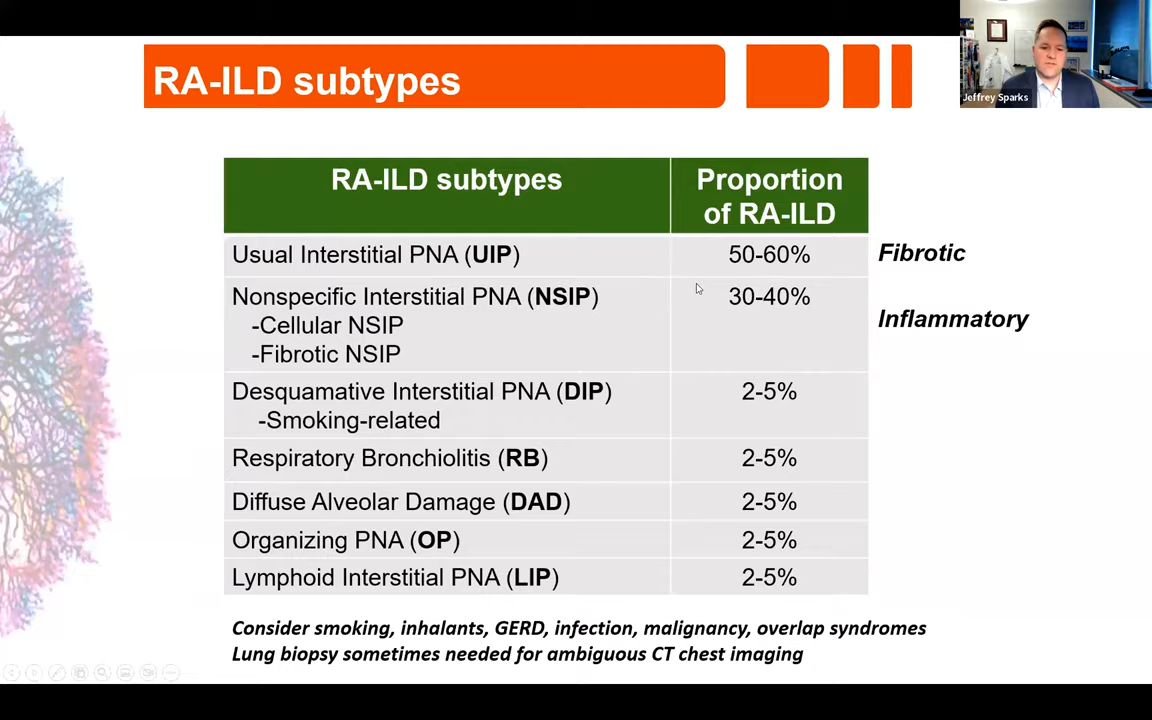 RA-ILD subtypes
Jeffrey Sparks
RA-ILD subtypes
Proportion
of RA-ILD
Usual Interstitial PNA (UIP)
50-60%
Fibrotic
Nonspecific Interstitial PNA (NSIP)
30-40%
-Cellular NSIP
Inflammatory
-Fibrotic NSIP
Desquamative Interstitial PNA (DIP)
2-5%
-Smoking-related
Respiratory Bronchiolitis (RB)
2-5%
Diffuse Alveolar Damage (DAD)
2-5%
Organizing PNA (OP)
2-5%
Lymphoid Interstitial PNA (LIP)
2-5%
Consider smoking, inhalants, GERD, infection, malignancy, overlap syndromes
Lung biopsy sometimes needed for ambiguous CT chest imaging